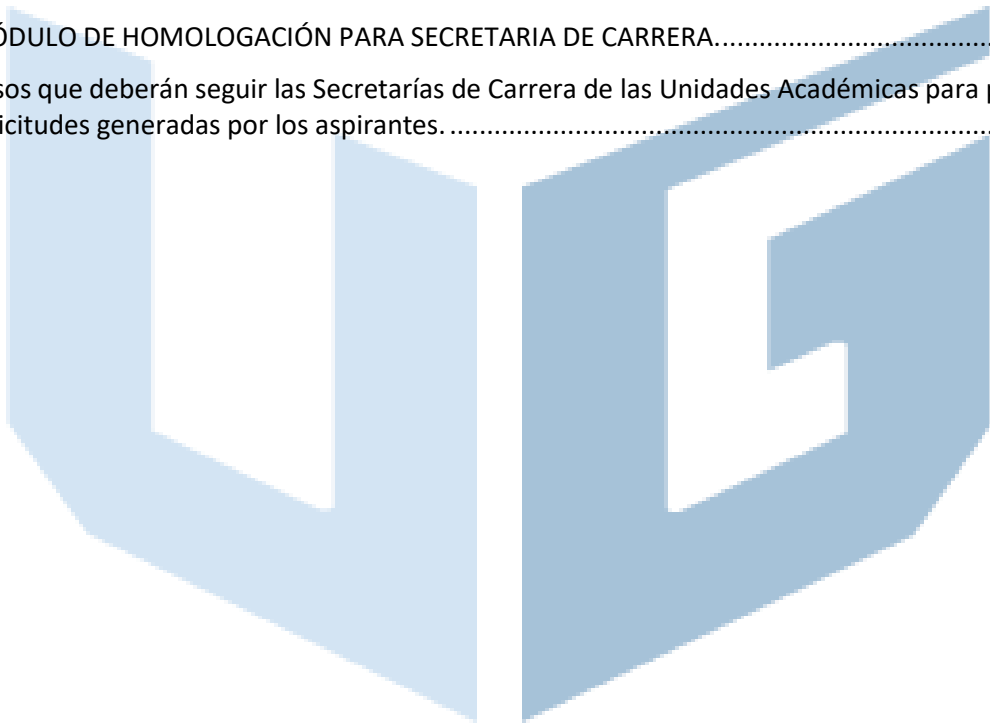 ÓDULO DE HOMOLOGACIÓN PARA SECRETARIA DE CARRERA.......................................
sos que deberán seguir las Secretarías de Carrera de las Unidades Académicas para p
icitudes generadas por los aspirantes. ...............................................................................
UG